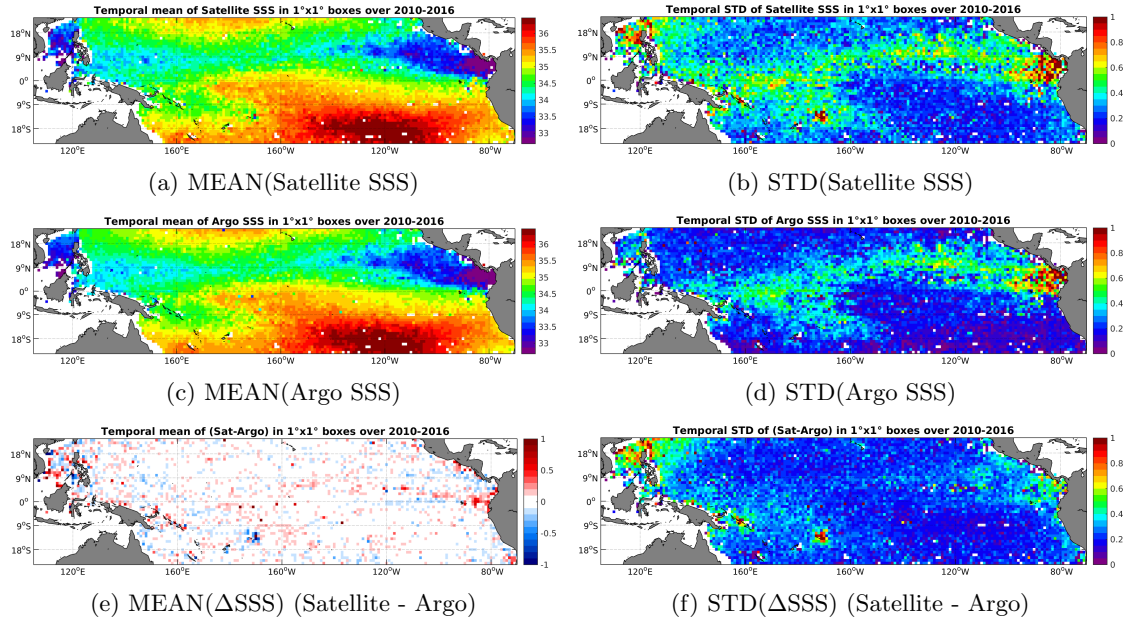 Temporal mean of Satellite SSS in 1°x1° boxes over 2010-2016
18°N
9°N
0°
9°S
18°S
120°E 160°E 160°W 120°W 80°W
36
35.5
35
34.5
34
33.5
33
(a) MEAN(Satellite SSS)
Temporal STD of Satellite SSS in 1°x1° boxes over 2010-2016
18°N
9°N
0°
9°S
18°S
120°E 160°E 160°W 120°W 80°W
1
0.8
0.6
0.4
0.2
0
(b) STD(Satellite SSS)
Temporal mean of Argo SSS in 1°x1° boxes over 2010-2016
18°N
9°N
0°
9°S
18°S
120°E 160°E 160°W 120°W 80°W
36
35.5
35
34.5
34
33.5
33
(c) MEAN(Argo SSS)
Temporal STD of Argo SSS in 1°x1° boxes over 2010-2016
18°N
9°N
0°
9°S
18°S
120°E 160°E 160°W 120°W 80°W
1
0.8
0.6
0.4
0.2
0
(d) STD(Argo SSS)
Temporal mean of (Sat-Argo) in 1°x1° boxes over 2010-2016
18°N
9°N
0°
9°S
18°S
120°E 160°E 160°W 120°W 80°W
1
0.5
0
-0.5
-1
(e) MEAN(ΔSSS) (Satellite - Argo)
Temporal STD of (Sat-Argo) in 1°x1° boxes over 2010-2016
18°N
9°N
0°
9°S
18°S
120°E 160°E 160°W 120°W 80°W
1
0.8
0.6
0.4
0.2
0
(f) STD(ΔSSS) (Satellite - Argo)